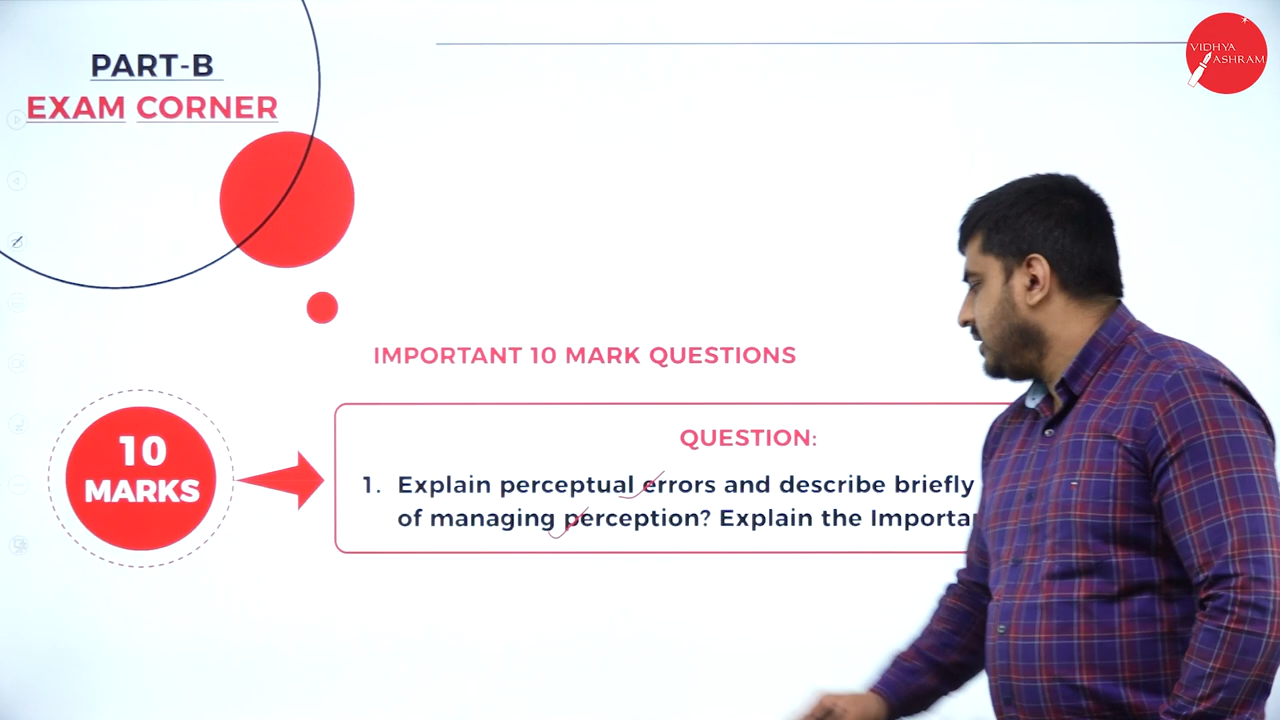 PART-B
EXAM CORNER
VIDHYA
ASHRAM
IMPORTANT 10 MARK QUESTIONS
10
MARKS
QUESTION:
1. Explain perceptual errors and describe briefly
of managing perception? Explain the